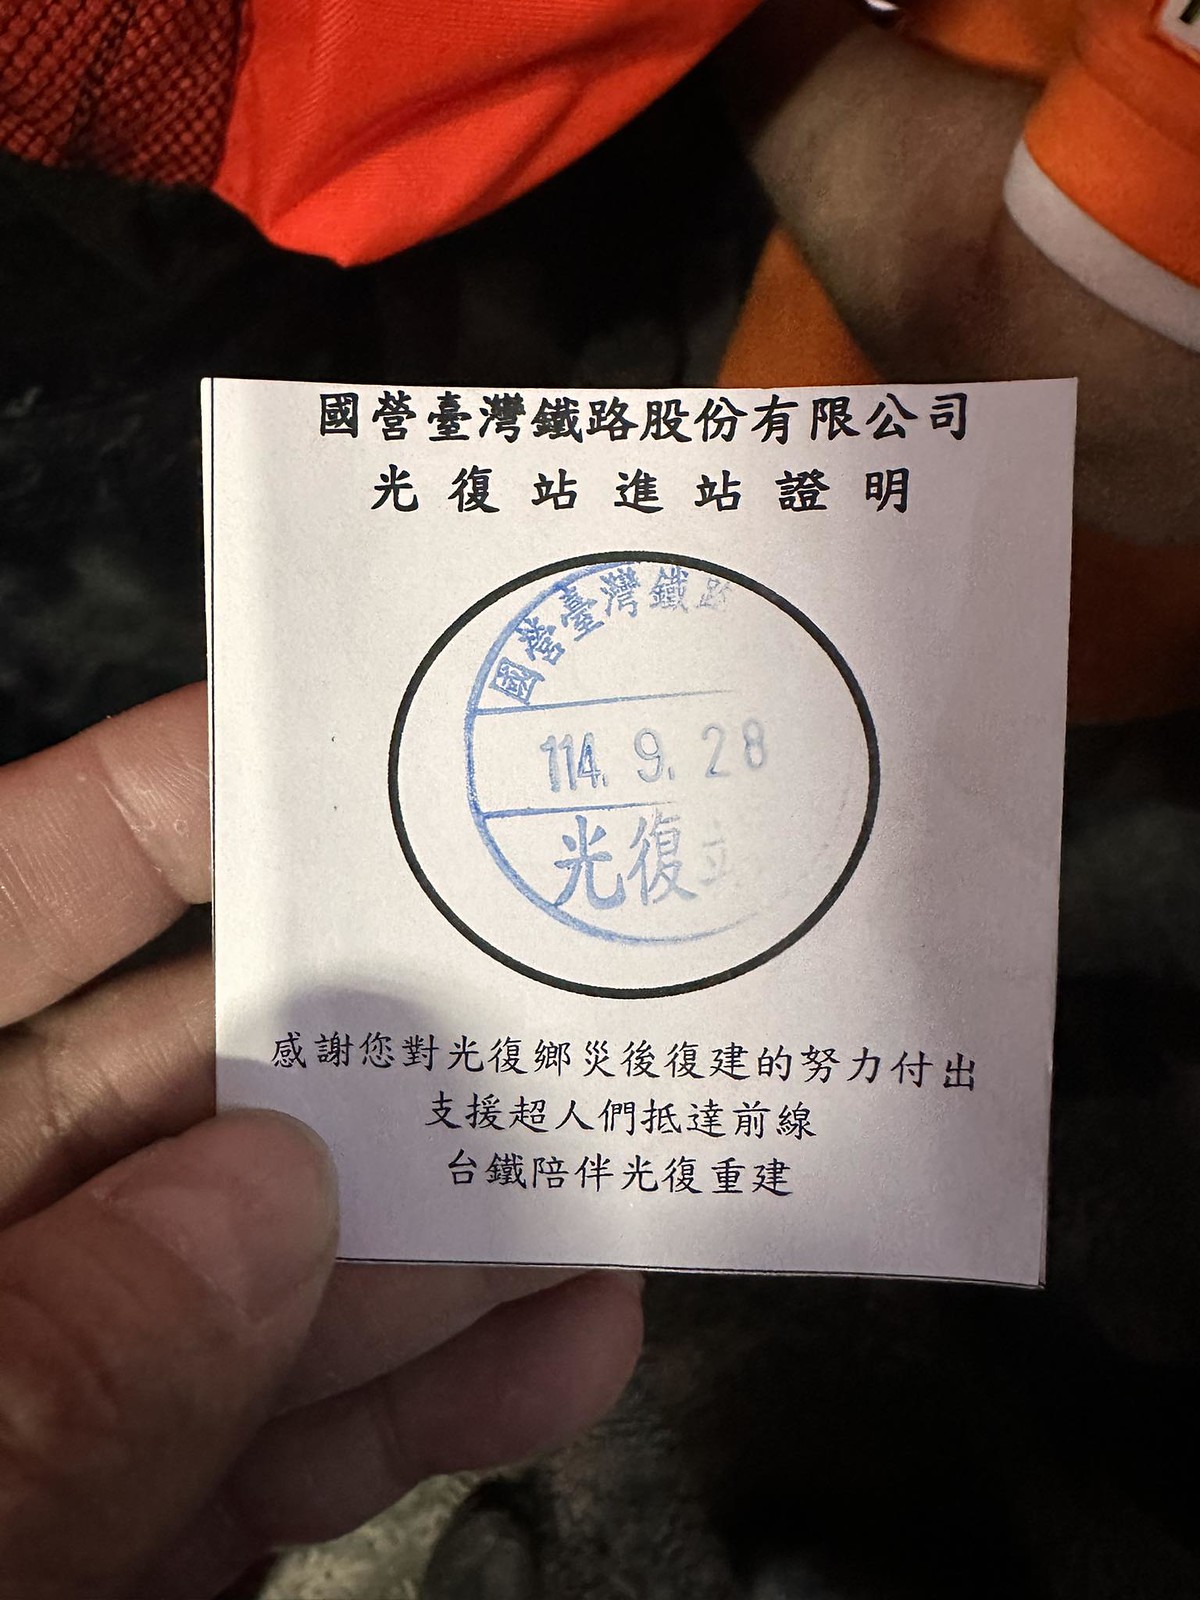 國營臺灣鐵路股份有限公司
光復站進站證明
國營臺灣鐵路
114. 9. 28
光復
感謝您對光復鄉災後復建的努力付出
支援超人們抵達前線
台鐵陪伴光復重建